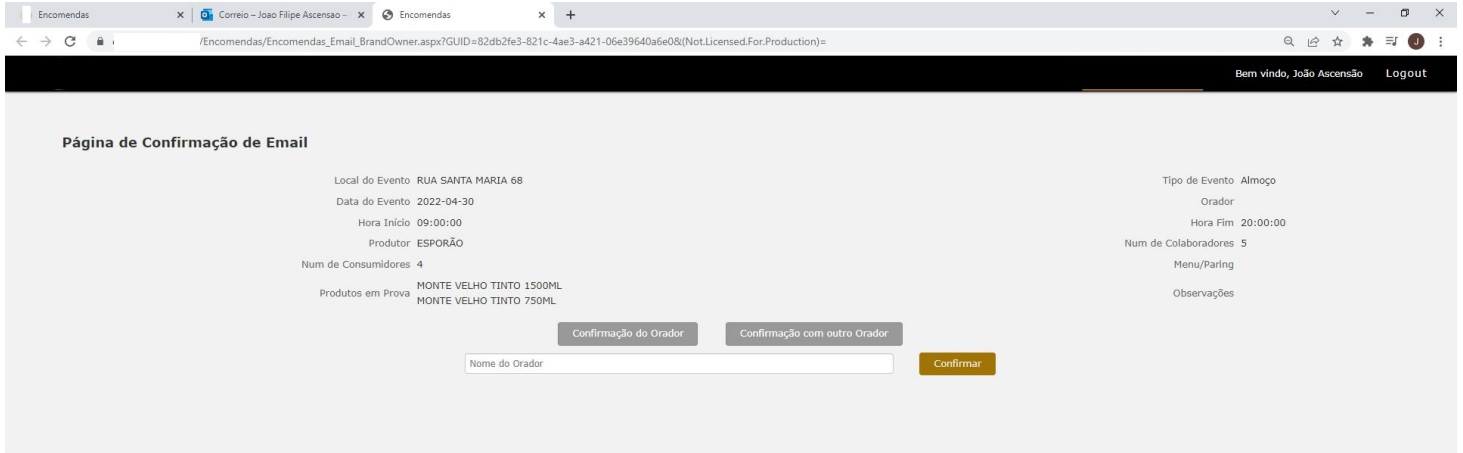 Encomendas
Correio – Joao Filipe Ascensao –
Encomendas
/Encomendas/Encomendas_Email_BrandOwner.aspx?GUID=82db2fe3-821c-4ae3-a421-06e39640a6e0&(Not.Licensed.For.Production)=
J
Bem vindo, João Ascensão Logout
Página de Confirmação de Email
Local do Evento RUA SANTA MARIA 68 Tipo de Evento Almoço
Data do Evento 2022-04-30 Orador
Hora Início 09:00:00 Hora Fim 20:00:00
Produtor ESPORÃO Num de Colaboradores 5
Num de Consumidores 4 Menu/Paring
Produtos em Prova MONTE VELHO TINTO 1500ML Observações
MONTE VELHO TINTO 750ML
Confirmação do Orador Confirmação com outro Orador
Nome do Orador Confirmar